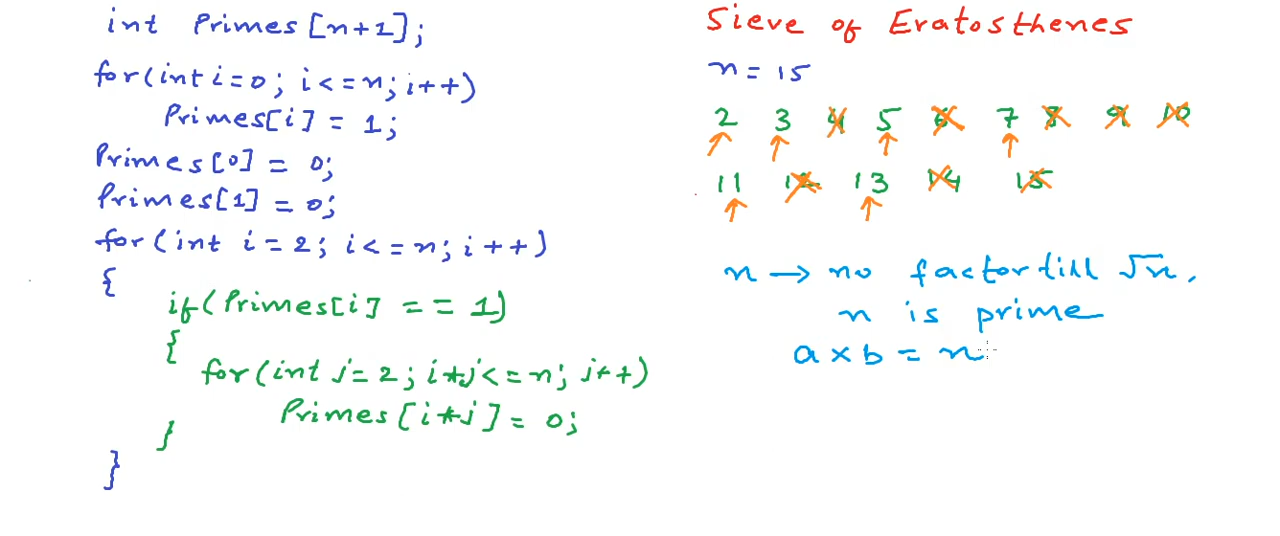 int Primes[n+1];
for(int i=0; i<=n; i++)
Primes[i] = 1;
Primes[0] = 0;
Primes[1] = 0;
for(int i=2; i<=n; i++)
{
if(Primes[i] == 1)
{
for(int j=2; i*j<=n; j++)
Primes[i*j] = 0;
}
}
Sieve of Eratosthenes
n = 15
2 3 4 5 6 7 8 9 10
11 12 13 14 15
n → no factor till √n,
n is prime
a × b = n